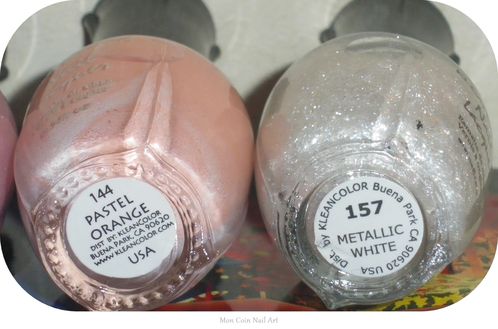 144
PASTEL
ORANGE
DIST BY: KLEANCOLOR
BUENA PARK, CA 90620
www.KLEANCOLOR.COM
USA
Dist. by KLEANCOLOR Buena Park CA 90620 USA
157
METALLIC
WHITE
Mon Coin Nail Art